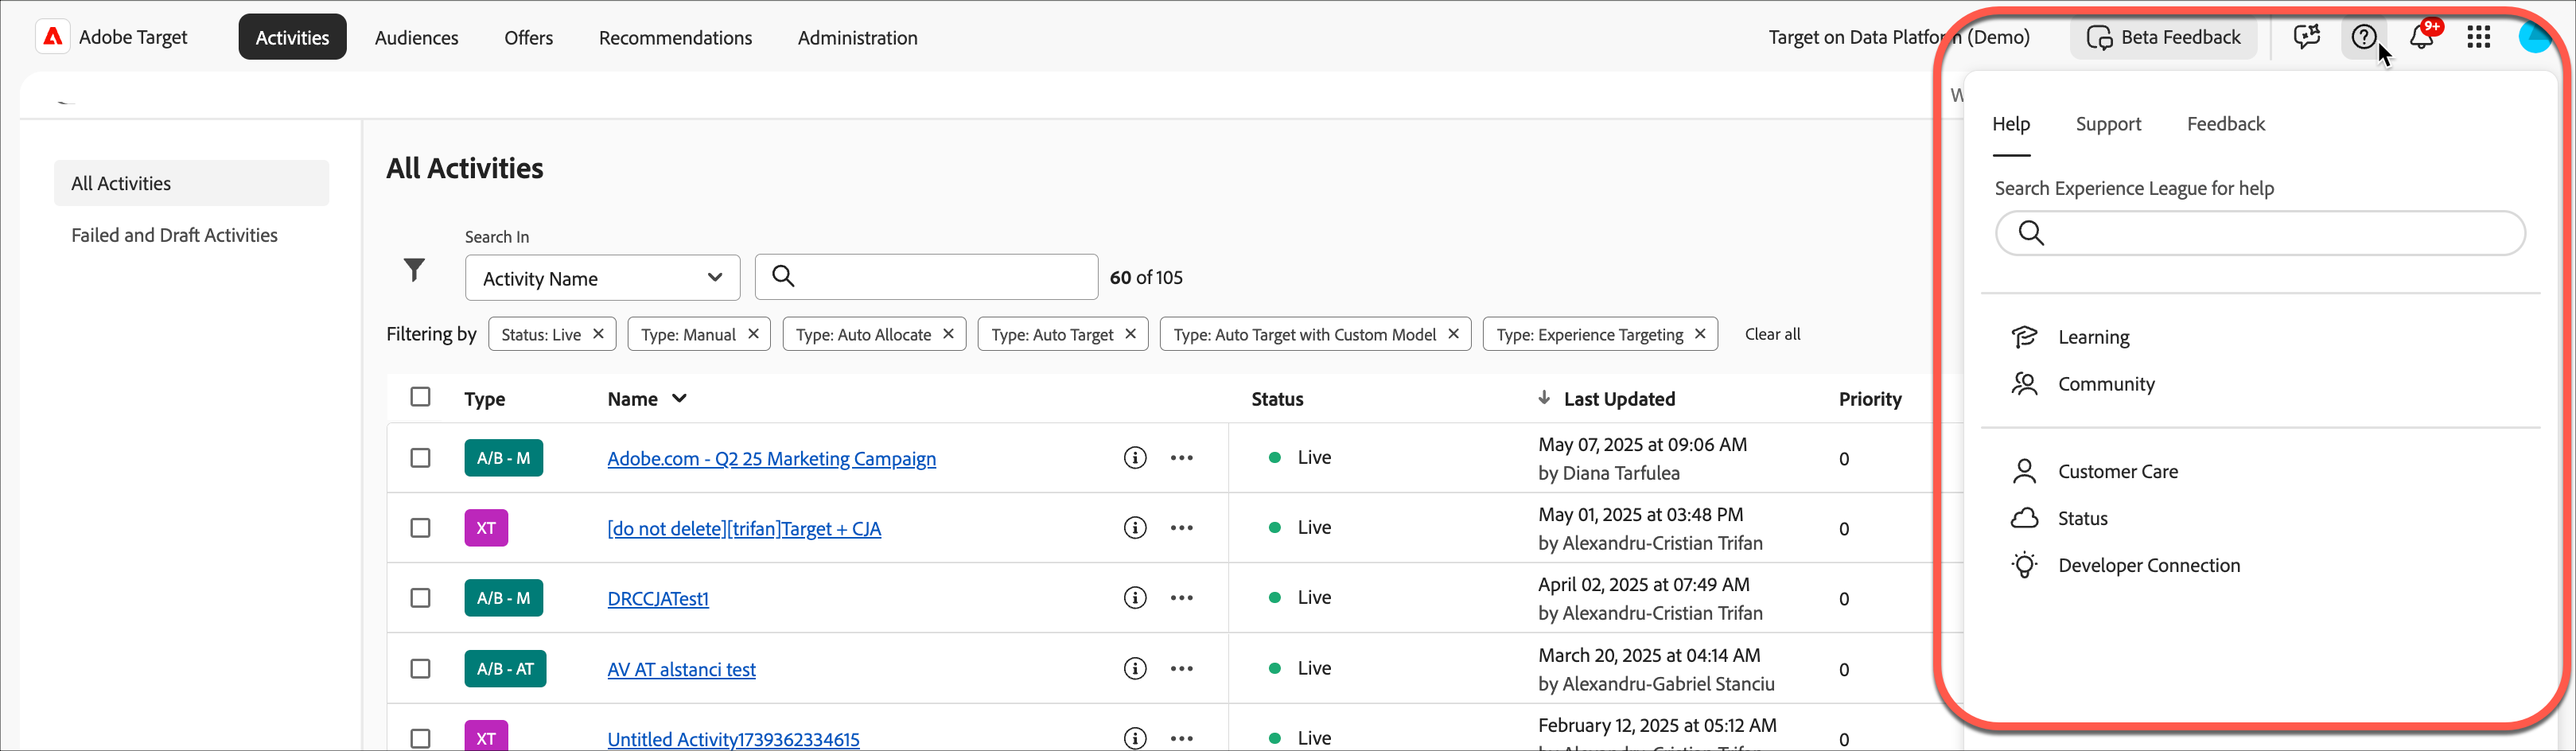 Adobe Target
Activities
Audiences
Offers
Recommendations
Administration
Target on Data Platform (Demo)
Beta Feedback
9+
W
Help
Support
Feedback
Search Experience League for help
Learning
Community
Customer Care
Status
Developer Connection
All Activities
Failed and Draft Activities
All Activities
Search In
Activity Name
60 of 105
Filtering by
Status: Live
Type: Manual
Type: Auto Allocate
Type: Auto Target
Type: Auto Target with Custom Model
Type: Experience Targeting
Clear all
Type
Name
Status
Last Updated
Priority
A/B - M
Adobe.com - Q2 25 Marketing Campaign
Live
May 07, 2025 at 09:06 AM
by Diana Tarfulea
0
XT
[do not delete][trifan]Target + CJA
Live
May 01, 2025 at 03:48 PM
by Alexandru-Cristian Trifan
0
A/B - M
DRCCJATest1
Live
April 02, 2025 at 07:49 AM
by Alexandru-Cristian Trifan
0
A/B - AT
AV AT alstanci test
Live
March 20, 2025 at 04:14 AM
by Alexandru-Gabriel Stanciu
0
XT
Untitled Activity1739362334615
Live
February 12, 2025 at 05:12 AM
0